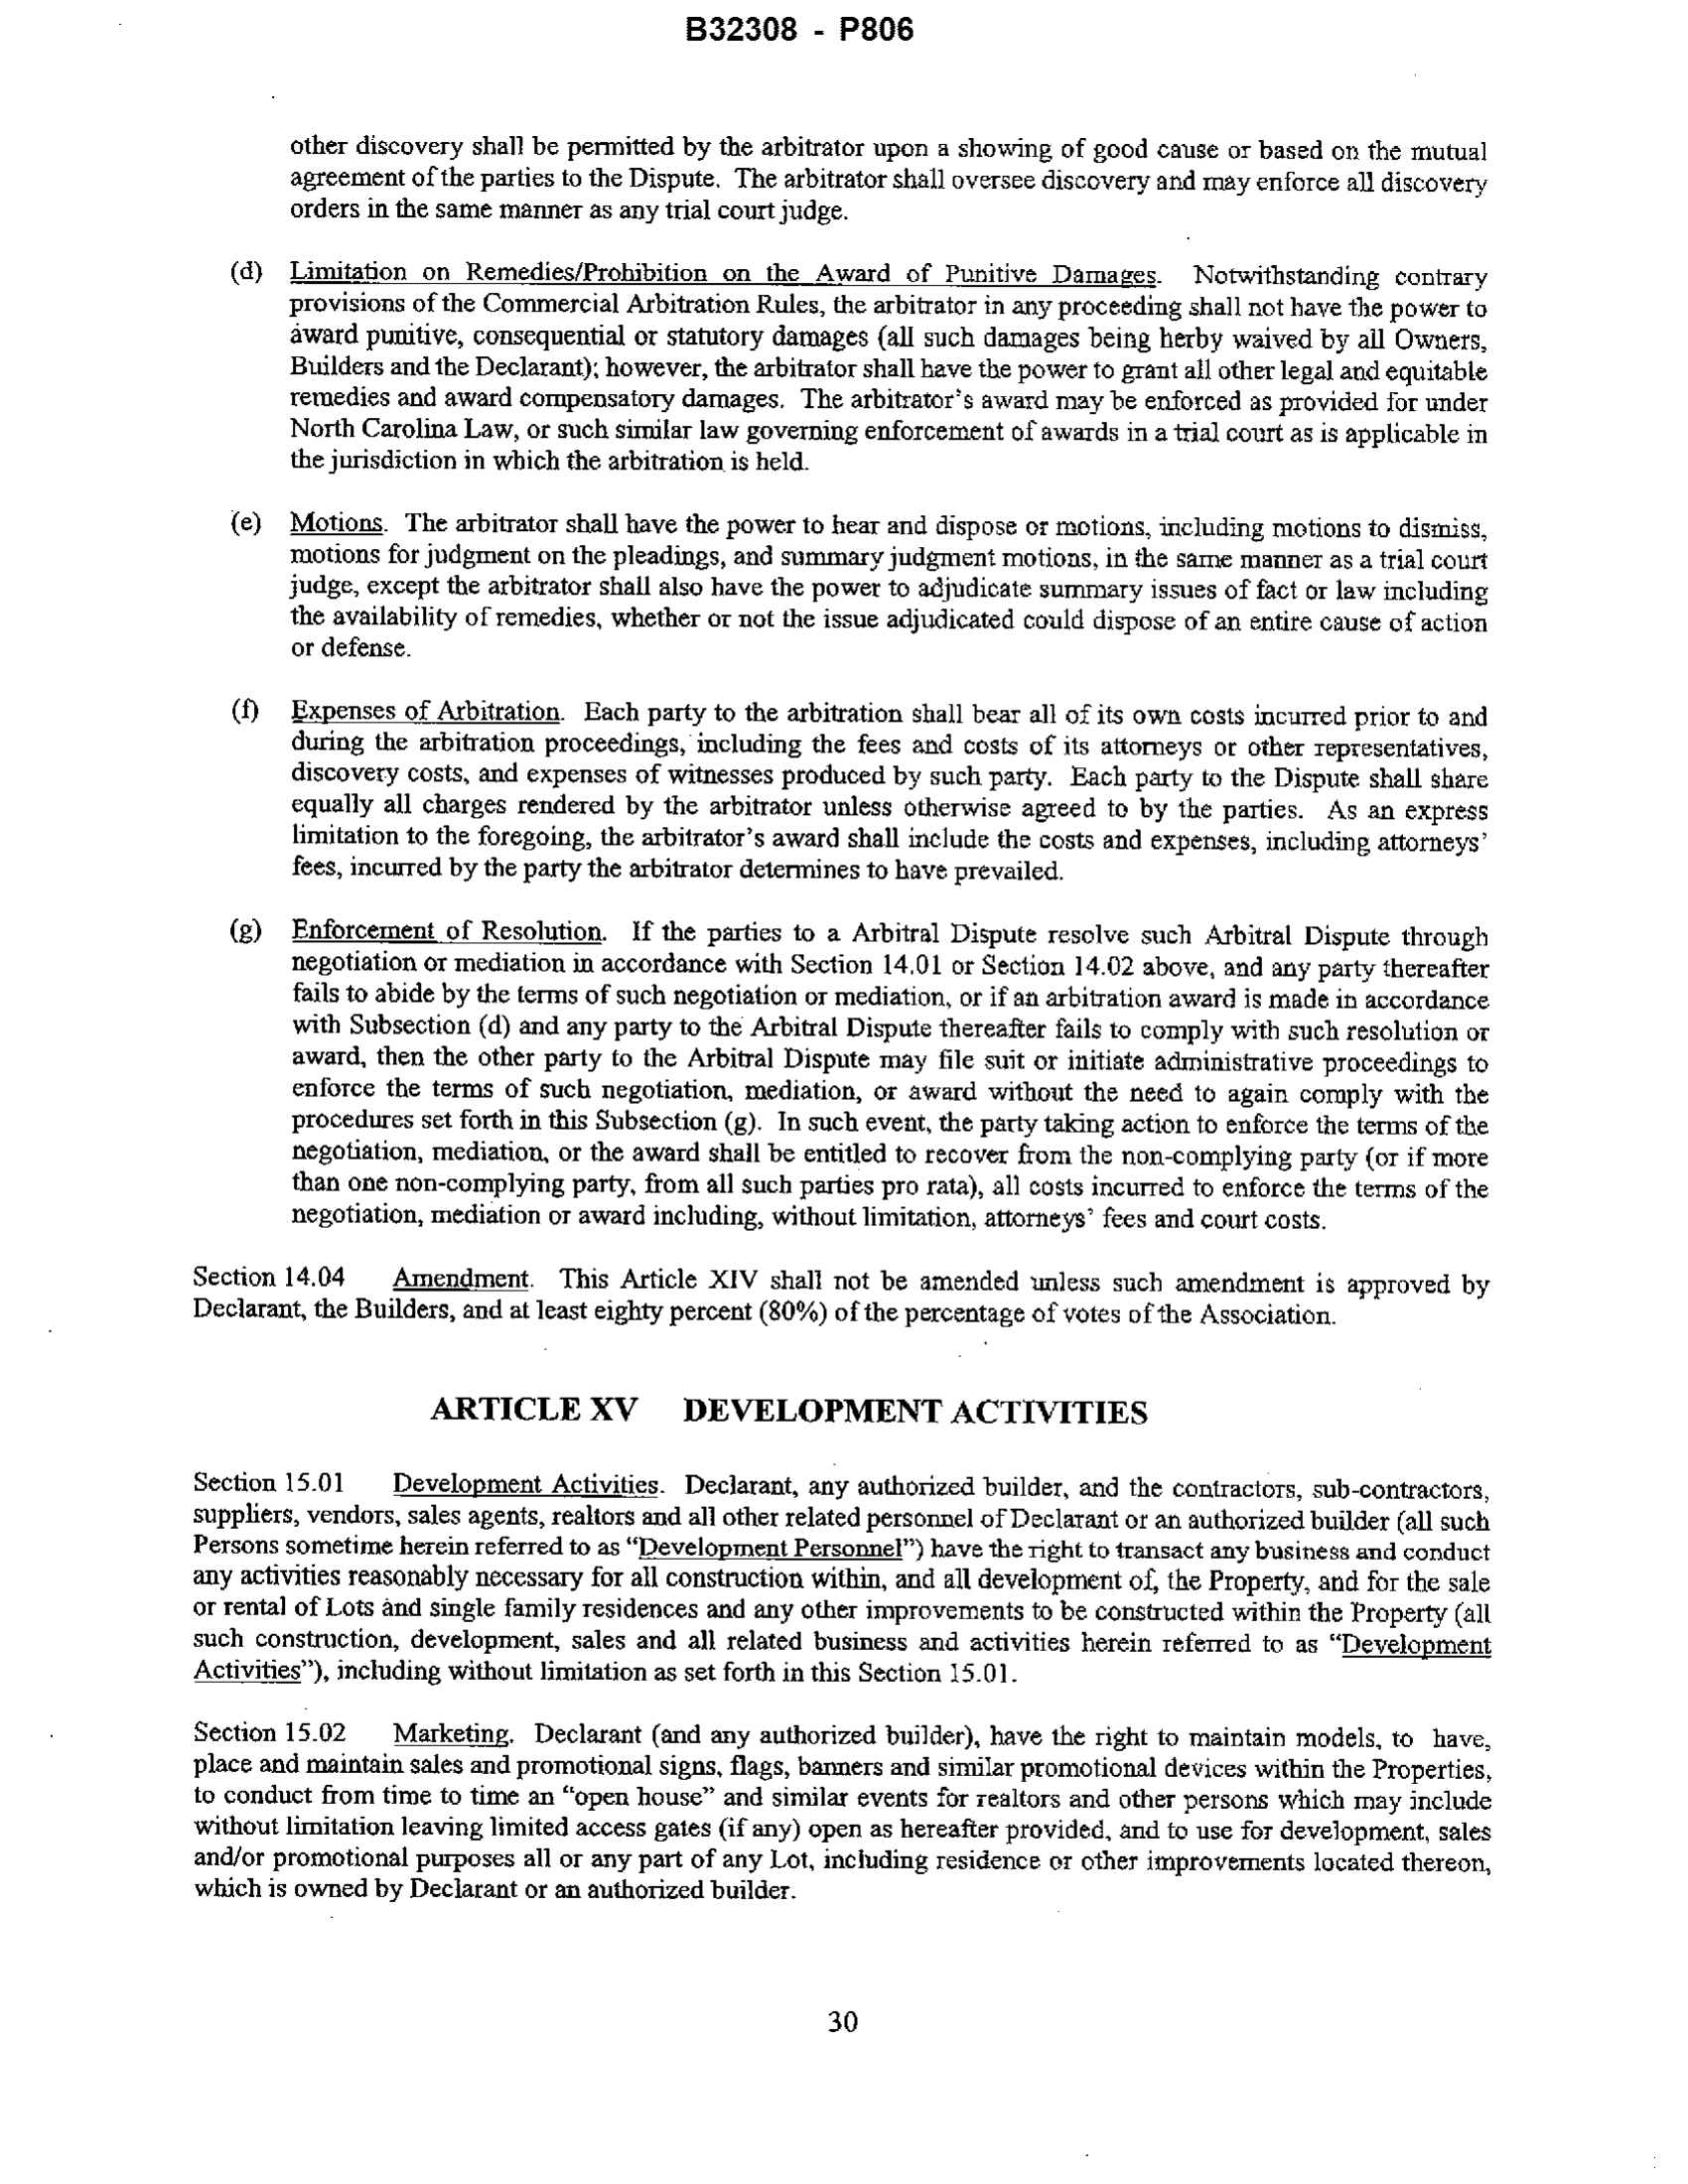 B32308 - P806
other discovery shall be permitted by the arbitrator upon a showing of good cause or based on the mutual
agreement of the parties to the Dispute. The arbitrator shall oversee discovery and may enforce all discovery
orders in the same manner as any trial court judge.
(d) Limitation on Remedies/Prohibition on the Award of Punitive Damages. Notwithstanding contrary
provisions of the Commercial Arbitration Rules, the arbitrator in any proceeding shall not have the power to
award punitive, consequential or statutory damages (all such damages being herby waived by all Owners,
Builders and the Declarant); however, the arbitrator shall have the power to grant all other legal and equitable
remedies and award compensatory damages. The arbitrator's award may be enforced as provided for under
North Carolina Law, or such similar law governing enforcement of awards in a trial court as is applicable in
the jurisdiction in which the arbitration is held.
(e) Motions. The arbitrator shall have the power to hear and dispose or motions, including motions to dismiss,
motions for judgment on the pleadings, and summary judgment motions, in the same manner as a trial court
judge, except the arbitrator shall also have the power to adjudicate summary issues of fact or law including
the availability of remedies, whether or not the issue adjudicated could dispose of an entire cause of action
or defense.
(f) Expenses of Arbitration. Each party to the arbitration shall bear all of its own costs incurred prior to and
during the arbitration proceedings, including the fees and costs of its attorneys or other representatives,
discovery costs, and expenses of witnesses produced by such party. Each party to the Dispute shall share
equally all charges rendered by the arbitrator unless otherwise agreed to by the parties. As an express
limitation to the foregoing, the arbitrator's award shall include the costs and expenses, including attorneys'
fees, incurred by the party the arbitrator determines to have prevailed.
(g) Enforcement of Resolution. If the parties to a Arbitral Dispute resolve such Arbitral Dispute through
negotiation or mediation in accordance with Section 14.01 or Section 14.02 above, and any party thereafter
fails to abide by the terms of such negotiation or mediation, or if an arbitration award is made in accordance
with Subsection (d) and any party to the Arbitral Dispute thereafter fails to comply with such resolution or
award, then the other party to the Arbitral Dispute may file suit or initiate administrative proceedings to
enforce the terms of such negotiation, mediation, or award without the need to again comply with the
procedures set forth in this Subsection (g). In such event, the party taking action to enforce the terms of the
negotiation, mediation, or the award shall be entitled to recover from the non-complying party (or if more
than one non-complying party, from all such parties pro rata), all costs incurred to enforce the terms of the
negotiation, mediation or award including, without limitation, attorneys' fees and court costs.
Section 14.04 Amendment. This Article XIV shall not be amended unless such amendment is approved by
Declarant, the Builders, and at least eighty percent (80%) of the percentage of votes of the Association.
ARTICLE XV DEVELOPMENT ACTIVITIES
Section 15.01 Development Activities. Declarant, any authorized builder, and the contractors, sub-contractors,
suppliers, vendors, sales agents, realtors and all other related personnel of Declarant or an authorized builder (all such
Persons sometime herein referred to as "Development Personnel") have the right to transact any business and conduct
any activities reasonably necessary for all construction within, and all development of, the Property, and for the sale
or rental of Lots and single family residences and any other improvements to be constructed within the Property (all
such construction, development, sales and all related business and activities herein referred to as "Development
Activities"), including without limitation as set forth in this Section 15.01.
Section 15.02 Marketing. Declarant (and any authorized builder), have the right to maintain models, to have,
place and maintain sales and promotional signs, flags, banners and similar promotional devices within the Properties,
to conduct from time to time an "open house" and similar events for realtors and other persons which may include
without limitation leaving limited access gates (if any) open as hereafter provided, and to use for development, sales
and/or promotional purposes all or any part of any Lot, including residence or other improvements located thereon,
which is owned by Declarant or an authorized builder.
30